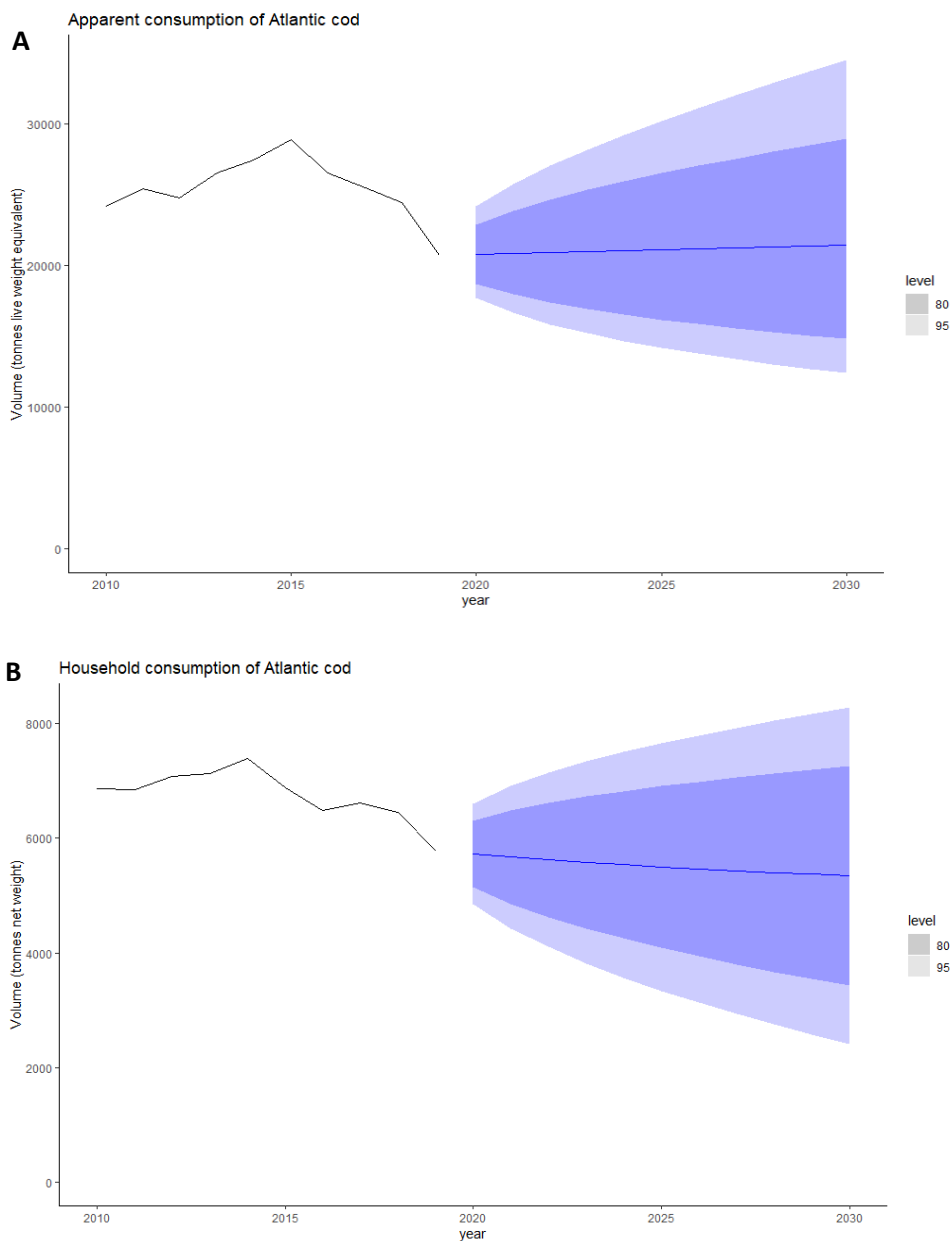 A
Apparent consumption of Atlantic cod
Volume (tonnes live weight equivalent)
30000
20000
10000
0
2010 2015 2020 2025 2030
year
level
80
95
B
Household consumption of Atlantic cod
Volume (tonnes net weight)
8000
6000
4000
2000
0
2010 2015 2020 2025 2030
year
level
80
95